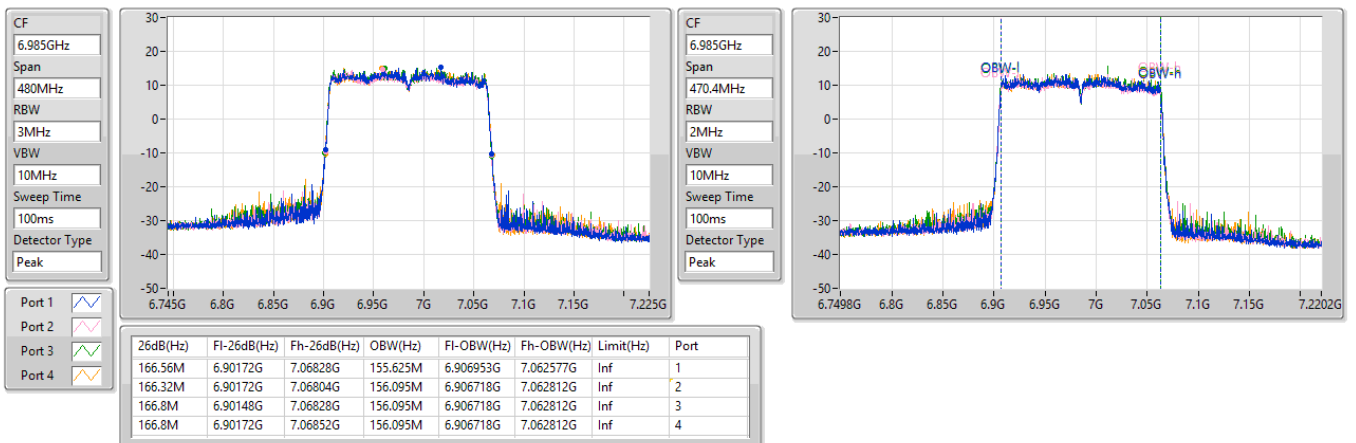 CF
6.985GHz
Span
480MHz
RBW
3MHz
VBW
10MHz
Sweep Time
100ms
Detector Type
Peak
30
20
10
0
-10
-20
-30
-40
-50
6.745G 6.8G 6.85G 6.9G 6.95G 7G 7.05G 7.1G 7.15G 7.225G
CF
6.985GHz
Span
470.4MHz
RBW
2MHz
VBW
10MHz
Sweep Time
100ms
Detector Type
Peak
30
20
10
0
-10
-20
-30
-40
-50
OBW-l OBW-h
6.7498G 6.8G 6.85G 6.9G 6.95G 7G 7.05G 7.1G 7.15G 7.2202G
Port 1
Port 2
Port 3
Port 4
26dB(Hz) Fl-26dB(Hz) Fh-26dB(Hz) OBW(Hz) Fl-OBW(Hz) Fh-OBW(Hz) Limit(Hz) Port
166.56M 6.90172G 7.06828G 155.625M 6.906953G 7.062577G Inf 1
166.32M 6.90172G 7.06804G 156.095M 6.906718G 7.062812G Inf 2
166.8M 6.90148G 7.06828G 156.095M 6.906718G 7.062812G Inf 3
166.8M 6.90172G 7.06852G 156.095M 6.906718G 7.062812G Inf 4